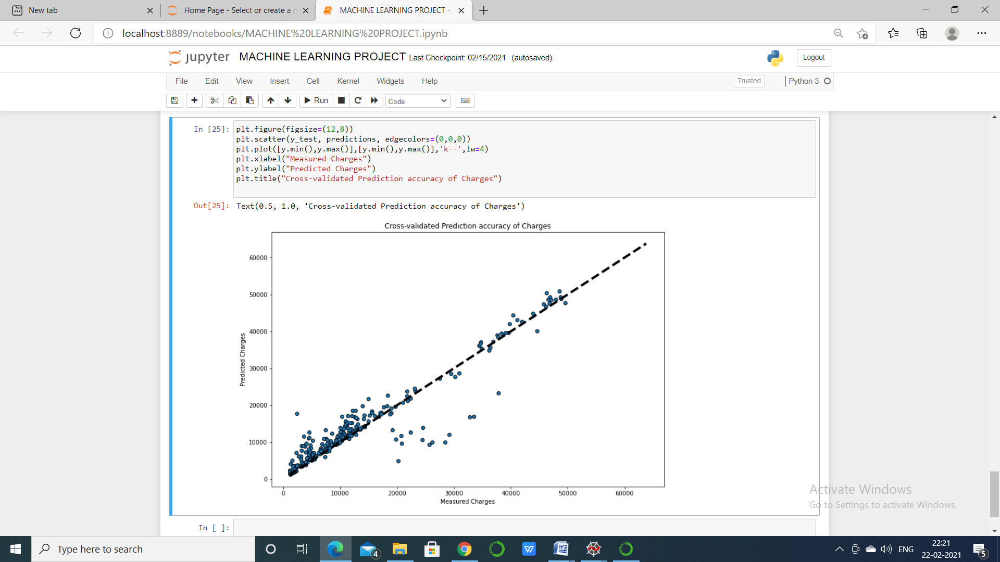 New tab
Home Page - Select or create a n
MACHINE LEARNING PROJECT -
localhost:8889/notebooks/MACHINE%20LEARNING%20PROJECT.ipynb
jupyter MACHINE LEARNING PROJECT Last Checkpoint: 02/15/2021 (autosaved)
Logout
File Edit View Insert Cell Kernel Widgets Help
Trusted
Python 3
Run
Code
In [25]:
plt.figure(figsize=(12,8))
plt.scatter(y_test, predictions, edgecolors=(0,0,0))
plt.plot([y.min(),y.max()],[y.min(),y.max()],'k--',lw=4)
plt.xlabel("Measured Charges")
plt.ylabel("Predicted Charges")
plt.title("Cross-validated Prediction accuracy of Charges")
Out[25]: Text(0.5, 1.0, 'Cross-validated Prediction accuracy of Charges')
Cross-validated Prediction accuracy of Charges
60000
50000
40000
30000
20000
10000
0
Predicted Charges
0 10000 20000 30000 40000 50000 60000
Measured Charges
In [ ]:
Activate Windows
Go to Settings to activate Windows.
Type here to search
4
W
W
ENG
22:21
22-02-2021
5